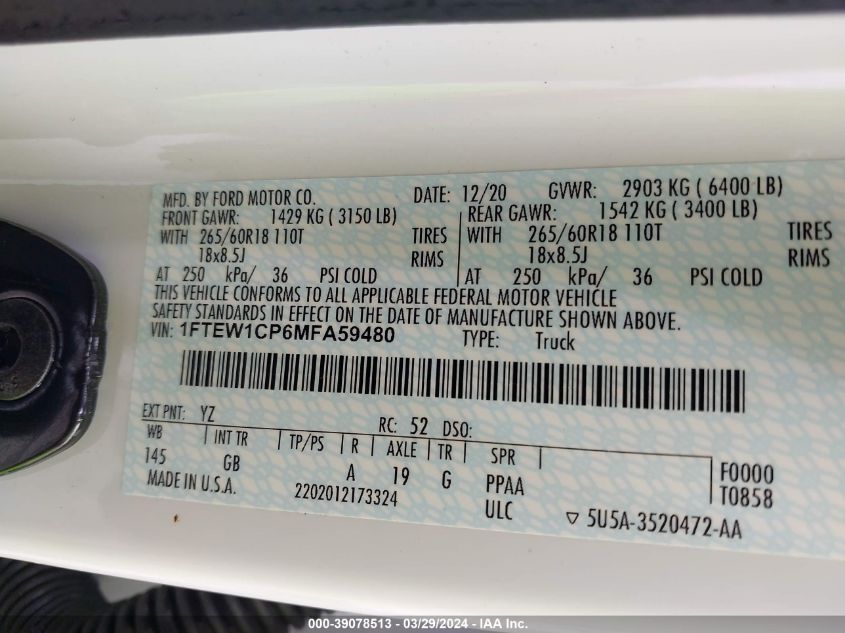 MFD. BY FORD MOTOR CO. DATE: 12/20 GVWR: 2903 KG ( 6400 LB)
FRONT GAWR: 1429 KG ( 3150 LB) REAR GAWR: 1542 KG ( 3400 LB)
WITH 265/60R18 110T TIRES WITH 265/60R18 110T TIRES
18x8.5J RIMS 18x8.5J RIMS
AT 250 kPa/ 36 PSI COLD AT 250 kPa/ 36 PSI COLD
THIS VEHICLE CONFORMS TO ALL APPLICABLE FEDERAL MOTOR VEHICLE
SAFETY STANDARDS IN EFFECT ON THE DATE OF MANUFACTURE SHOWN ABOVE.
VIN: 1FTEW1CP6MFA59480 TYPE: Truck
EXT PNT: YZ RC: 52 DSO:
WB INT TR TP/PS R AXLE TR SPR
145 GB A 19 G PPAA F0000
MADE IN U.S.A. 2202012173324 ULC T0858
5U5A-3520472-AA
000-39078513 - 03/29/2024 - IAA Inc.